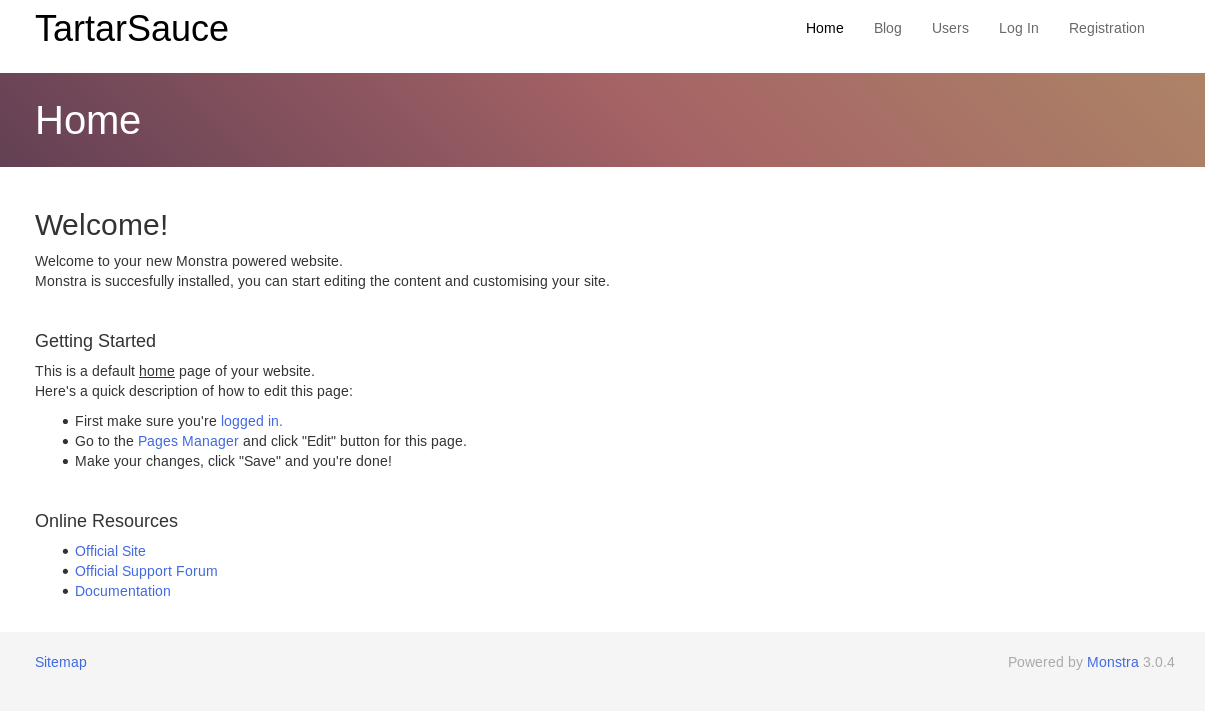 TartarSauce
Home Blog Users Log In Registration
Home
Welcome!
Welcome to your new Monstra powered website.
Monstra is succesfully installed, you can start editing the content and customising your site.
Getting Started
This is a default home page of your website.
Here's a quick description of how to edit this page:
First make sure you're logged in.
Go to the Pages Manager and click "Edit" button for this page.
Make your changes, click "Save" and you're done!
Online Resources
Official Site
Official Support Forum
Documentation
Sitemap
Powered by Monstra 3.0.4